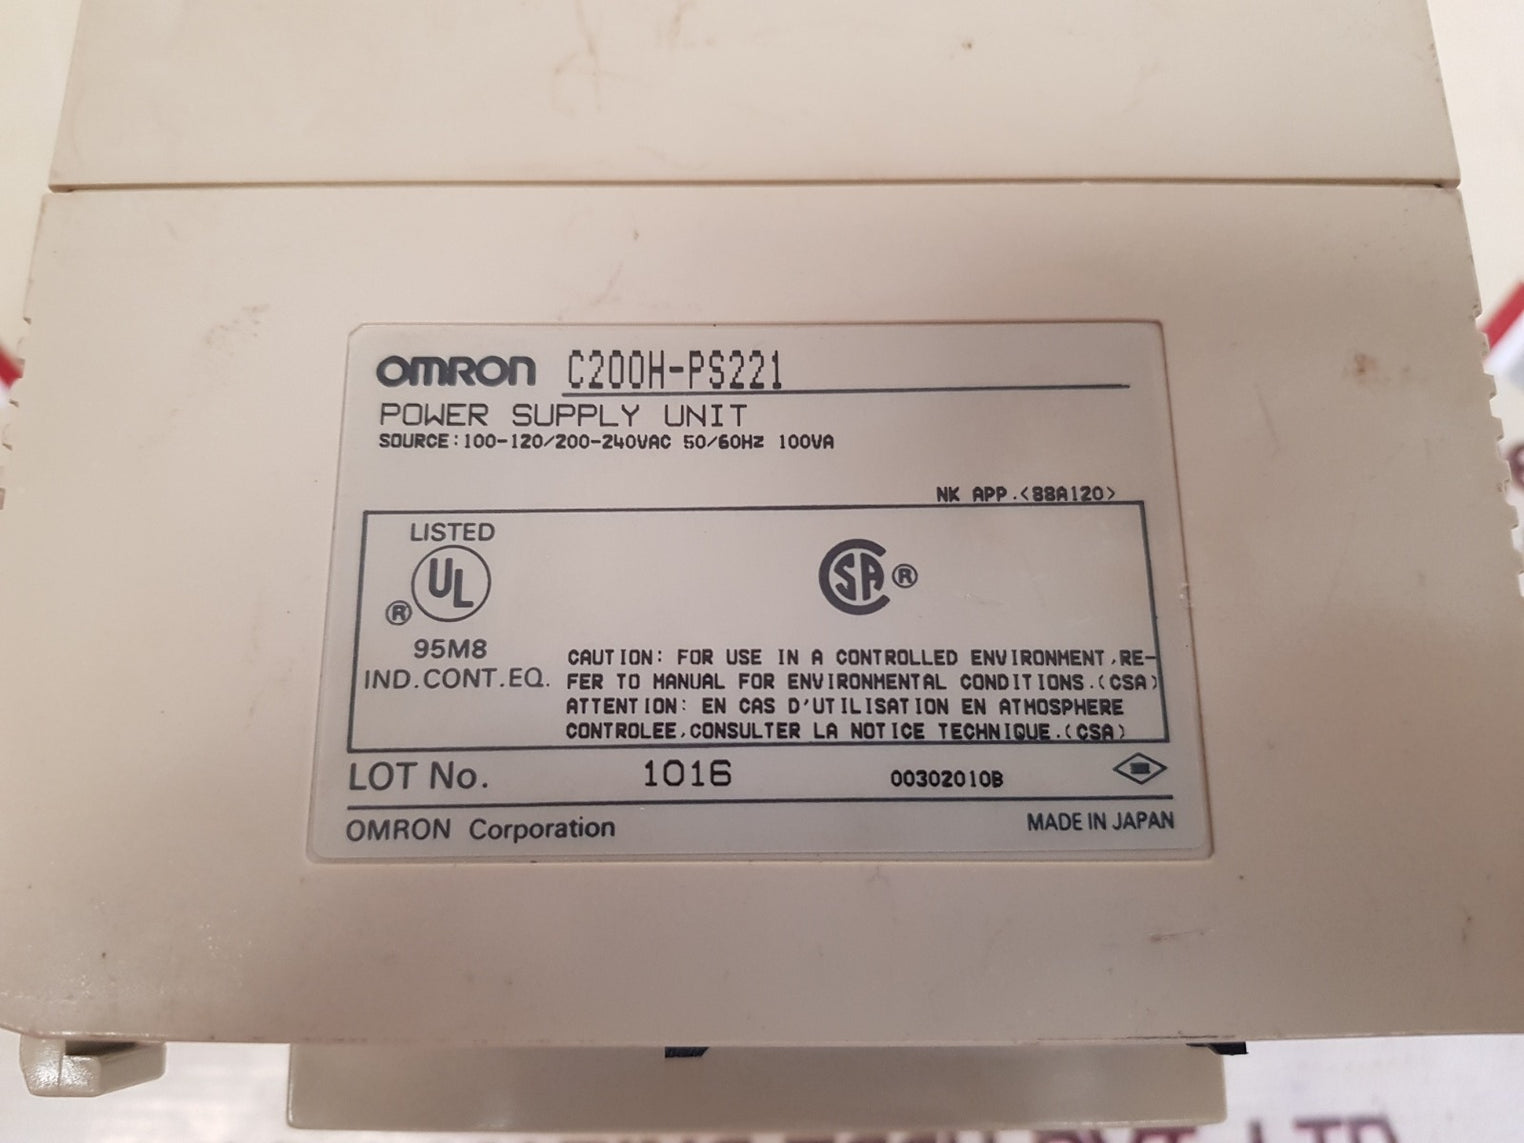 OMRON C200H-PS221
POWER SUPPLY UNIT
SOURCE:100-120/200-240VAC 50/60Hz 100VA
NK APP.<88A120>
LISTED
UL
®
95M8
IND.CONT.EQ.
CSA®
CAUTION: FOR USE IN A CONTROLLED ENVIRONMENT,RE-
FER TO MANUAL FOR ENVIRONMENTAL CONDITIONS.(CSA)
ATTENTION: EN CAS D'UTILISATION EN ATMOSPHERE
CONTROLEE,CONSULTER LA NOTICE TECHNIQUE.(CSA)
LOT No. 1016 00302010B
OMRON Corporation MADE IN JAPAN
PVT. LTD